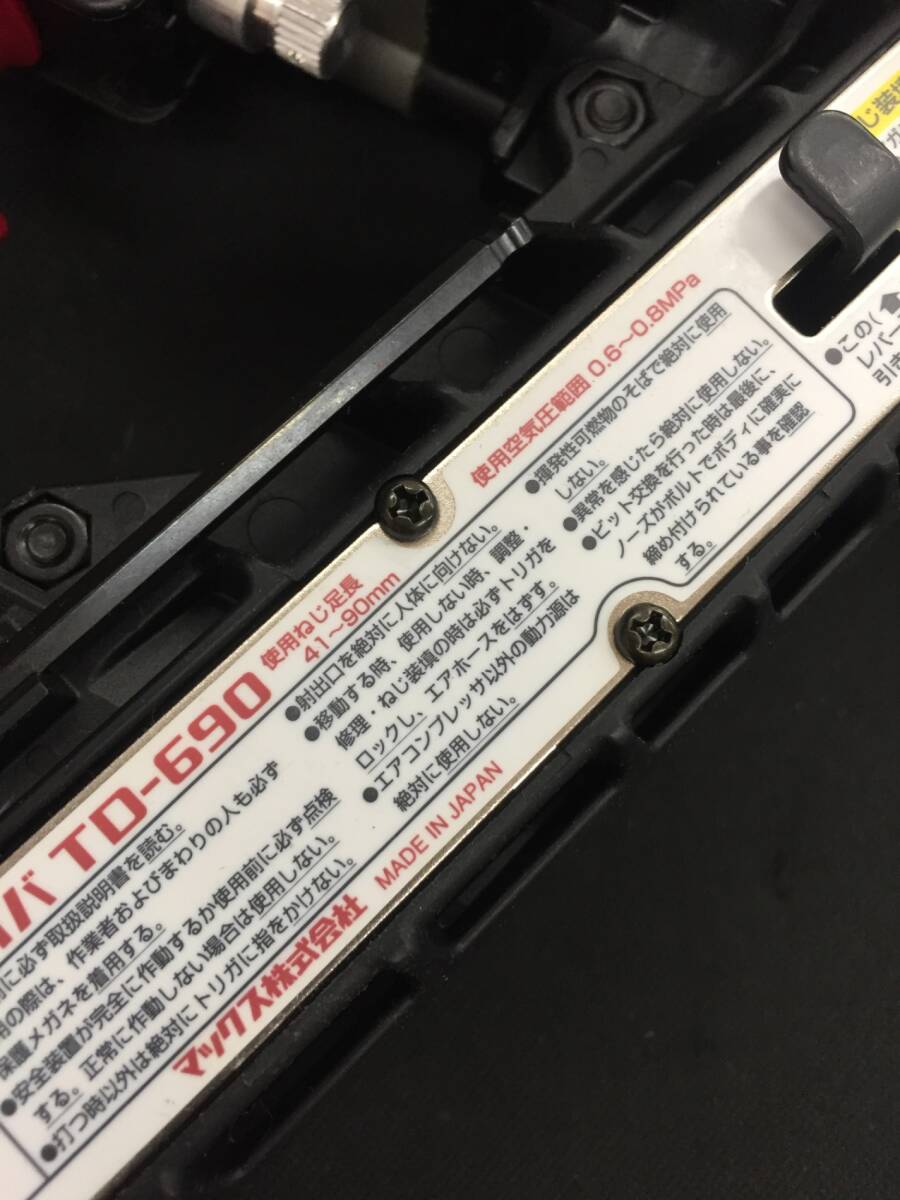 バ TD-690
使用ねじ足長
41～90mm
使用空気圧範囲 0.6～0.8MPa
に必ず取扱説明書を読む。
用の際は、作業者およびまわりの人も必ず
保護メガネを着用する。
●安全装置が完全に作動するか使用前に必ず点検
する。正常に作動しない場合は使用しない。
●打つ時以外は絶対にトリガに指をかけない。
●射出口を絶対に人体に向けない。
●移動する時、使用しない時、調整・
修理・ねじ装填の時は必ずトリガを
ロックし、エアホースをはずす。
●エアコンプレッサ以外の動力源は
絶対に使用しない。
●揮発性可燃物のそばで絶対に使用
しない。
●異常を感じたら絶対に使用しない。
●ビット交換を行った時は最後に、
ノーズがボルトでボディに確実に
締め付けられている事を確認
する。
マックス株式会社
MADE IN JAPAN
じ装填
●この(
レバー
引き